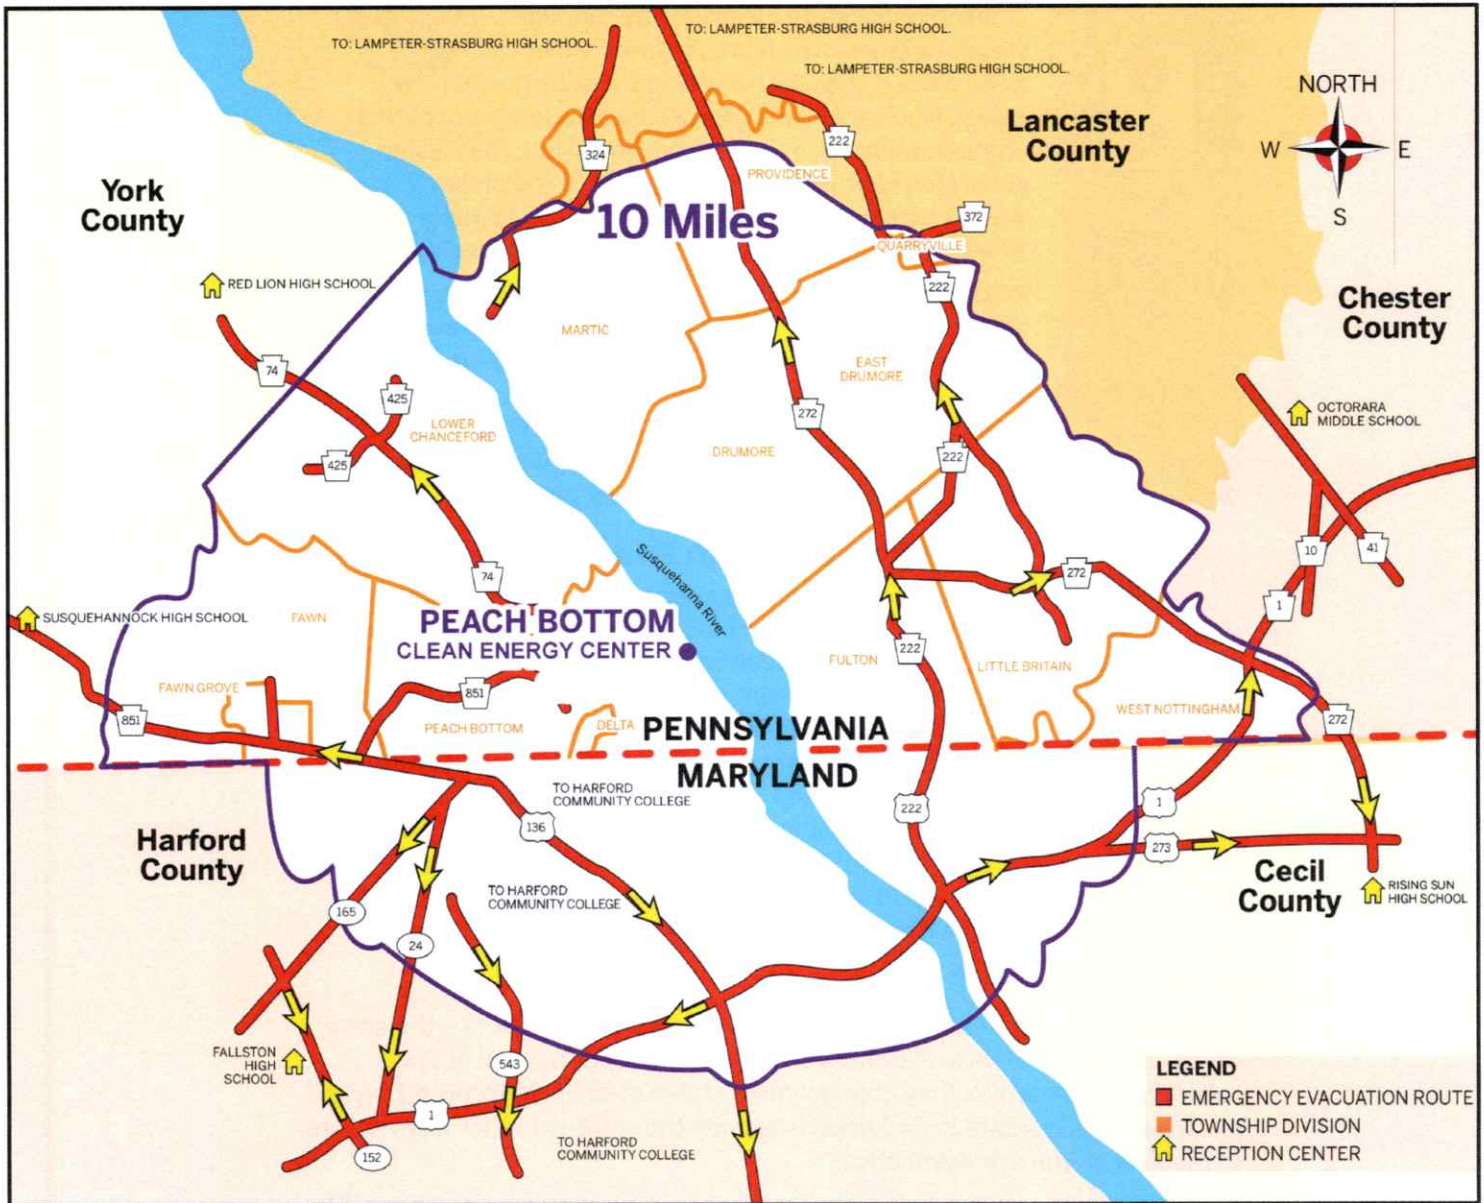 TO: LAMPETER-STRASBURG HIGH SCHOOL.
TO: LAMPETER-STRASBURG HIGH SCHOOL.
TO: LAMPETER-STRASBURG HIGH SCHOOL.
NORTH
W
E
S
Lancaster
County
222
324
PROVIDENCE
York
County
10 Miles
372
QUARRYVILLE
RED LION HIGH SCHOOL
222
Chester
County
MARTIC
74
EAST
DRUMORE
425
272
OCTORARA
MIDDLE SCHOOL
LOWER
CHANCEFORD
DRUMORE
425
222
10
41
74
272
Susquehanna River
1
SUSQUEHANNOCK HIGH SCHOOL
FAWN
PEACH BOTTOM
CLEAN ENERGY CENTER
222
FULTON
LITTLE BRITAIN
FAWN GROVE
851
851
WEST NOTTINGHAM
272
PEACH BOTTOM
DELTA
PENNSYLVANIA
MARYLAND
TO HARFORD
COMMUNITY COLLEGE
222
1
136
Harford
County
273
Cecil
County
TO HARFORD
COMMUNITY COLLEGE
RISING SUN
HIGH SCHOOL
165
24
FALLSTON
HIGH
SCHOOL
543
1
152
TO HARFORD
COMMUNITY COLLEGE
LEGEND
EMERGENCY EVACUATION ROUTE
TOWNSHIP DIVISION
RECEPTION CENTER